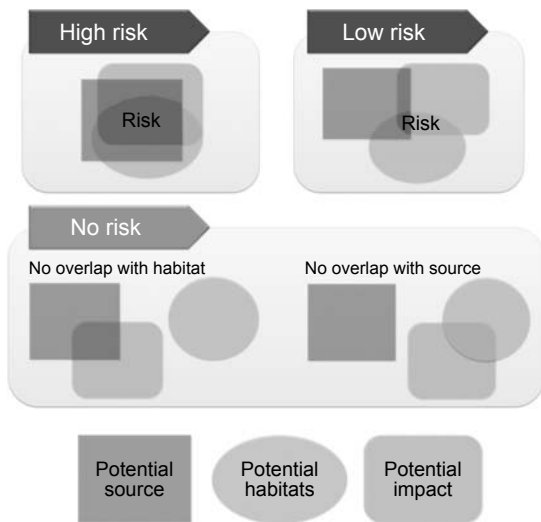 High risk
Low risk
Risk
Risk
No risk
No overlap with habitat
No overlap with source
Potential
source
Potential
habitats
Potential
impact